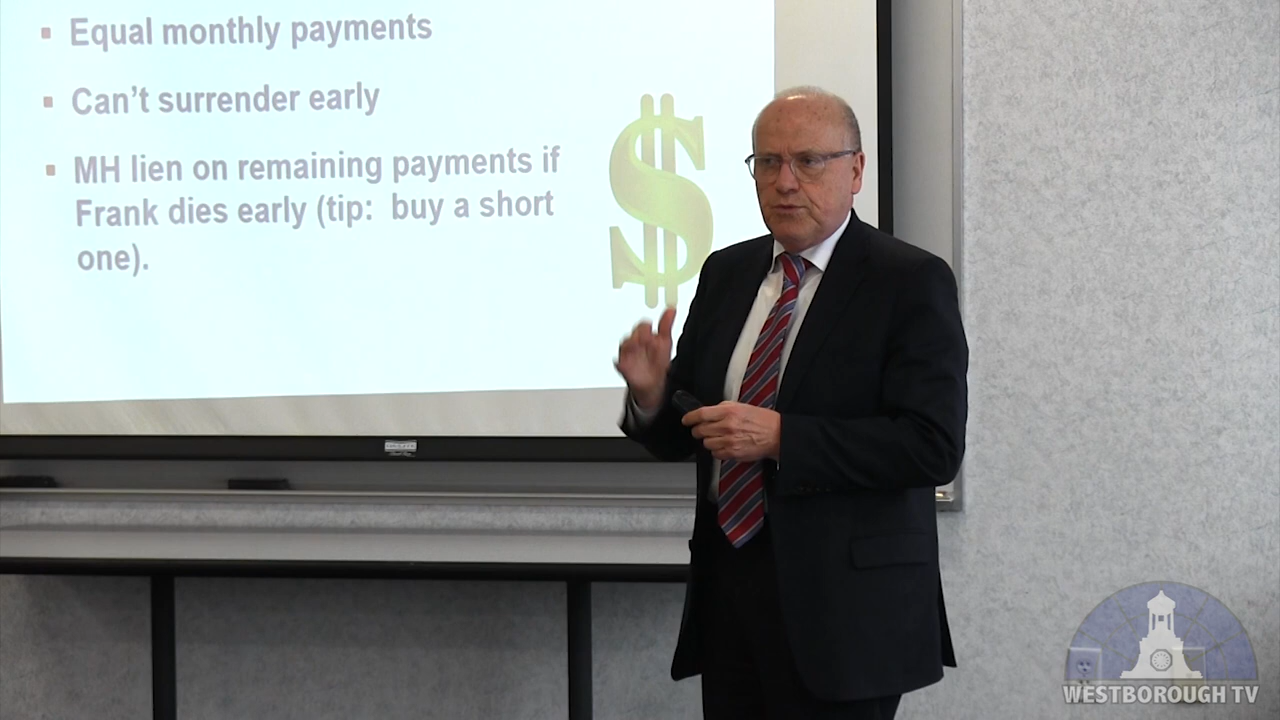 Equal monthly payments
Can't surrender early
MH lien on remaining payments if
Frank dies early (tip: buy a short
one).
WESTBOROUGH TV